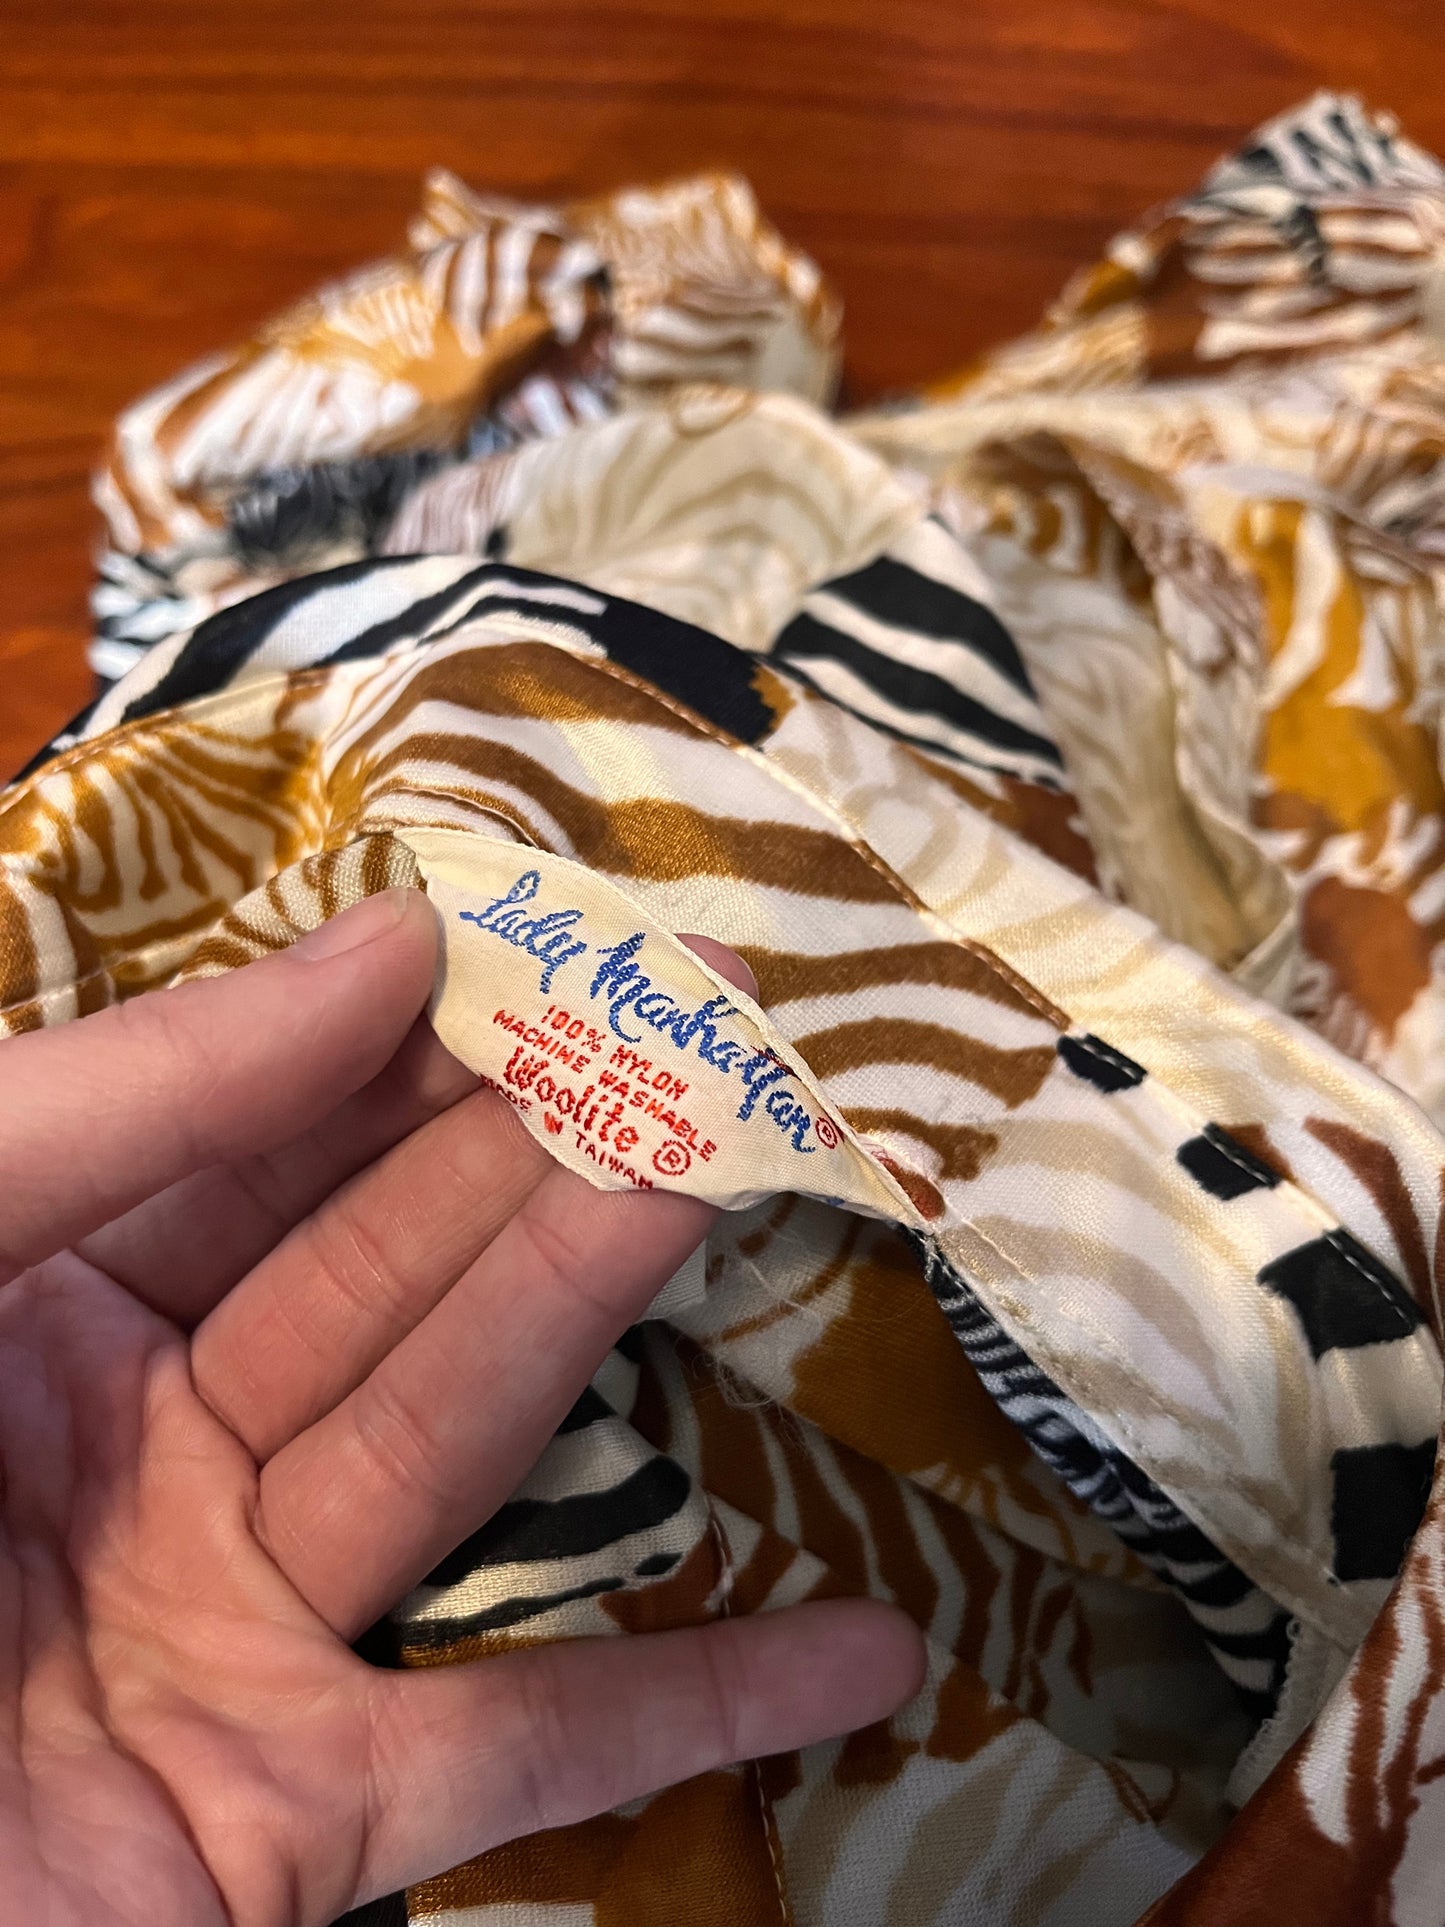 Lady Manhattan®
100% NYLON
MACHINE WASHABLE
Woolite®
MADE IN TAIWAN